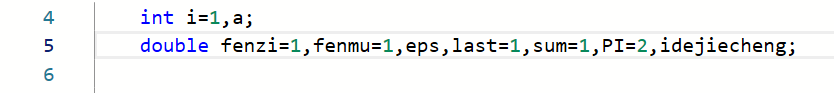 4 int i=1,a;
5 double fenzi=1,fenmu=1,eps,last=1,sum=1,PI=2,idejiecheng;
6